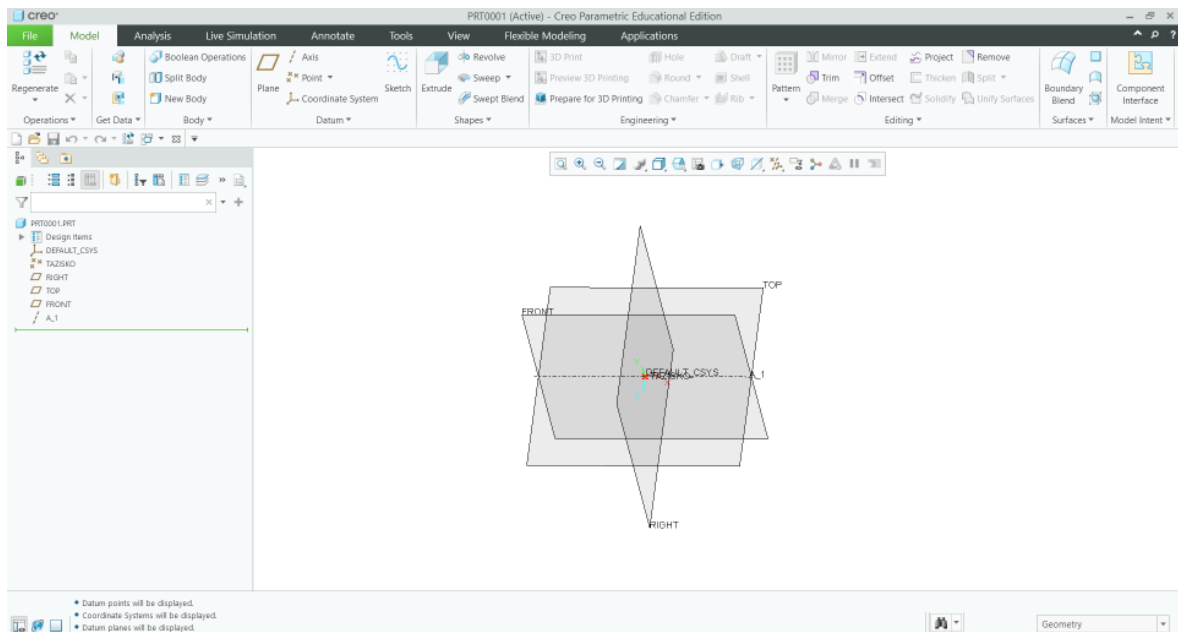 creo®
PRT0001 (Active) - Creo Parametric Educational Edition
File Model Analysis Live Simulation Annotate Tools View Flexible Modeling Applications
Regenerate
Operations
Get Data
Boolean Operations
Split Body
New Body
Body
Plane
Axis
Point
Coordinate System
Sketch
Datum
Extrude
Revolve
Sweep
Swept Blend
Shapes
3D Print
Preview 3D Printing
Prepare for 3D Printing
Hole
Round
Chamfer
Draft
Shell
Rib
Engineering
Pattern
Mirror
Trim
Merge
Extend
Offset
Intersect
Project
Thicken
Solidify
Remove
Split
Unify Surfaces
Editing
Boundary
Blend
Surfaces
Component
Interface
Model Intent
PRT0001.PRT
Design Items
DEFAULT_CSYS
TAZISKO
RIGHT
TOP
FRONT
A_1
TOP
FRONT
Y
DEFAULT_CSYS
TAZISKO
X
Z
A_1
RIGHT
• Datum points will be displayed.
• Coordinate Systems will be displayed.
• Datum planes will be displayed.
Geometry